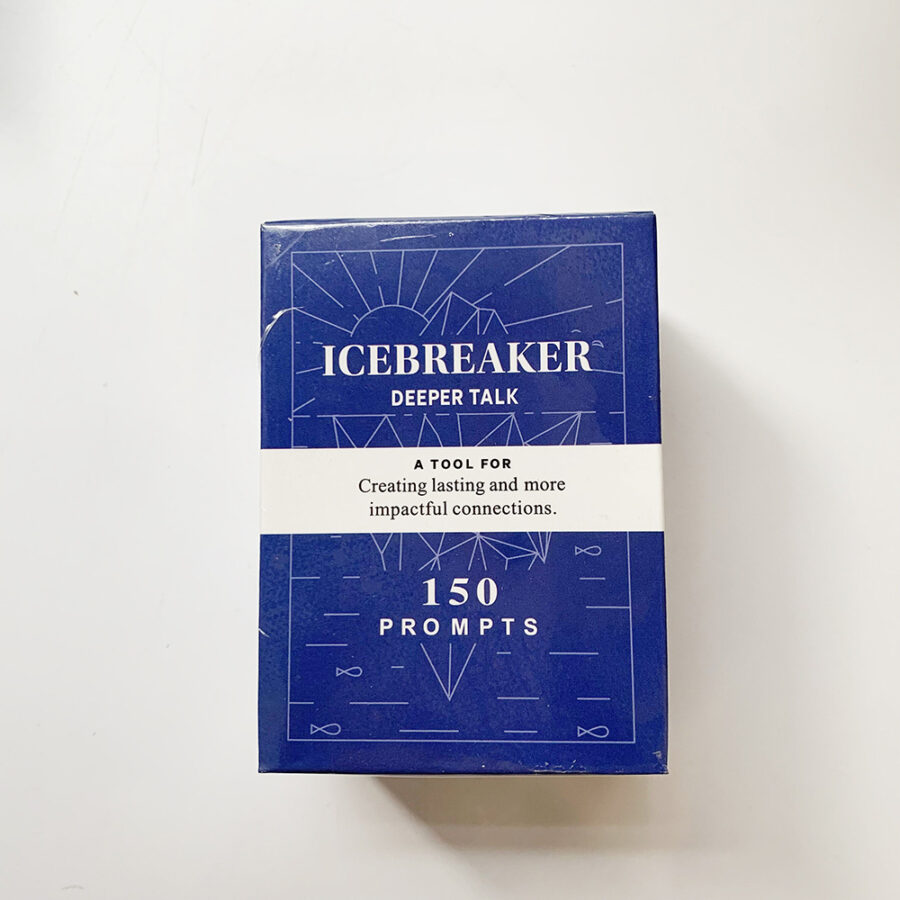 ICEBREAKER
DEEPER TALK
A TOOL FOR
Creating lasting and more
impactful connections.
150
PROMPTS